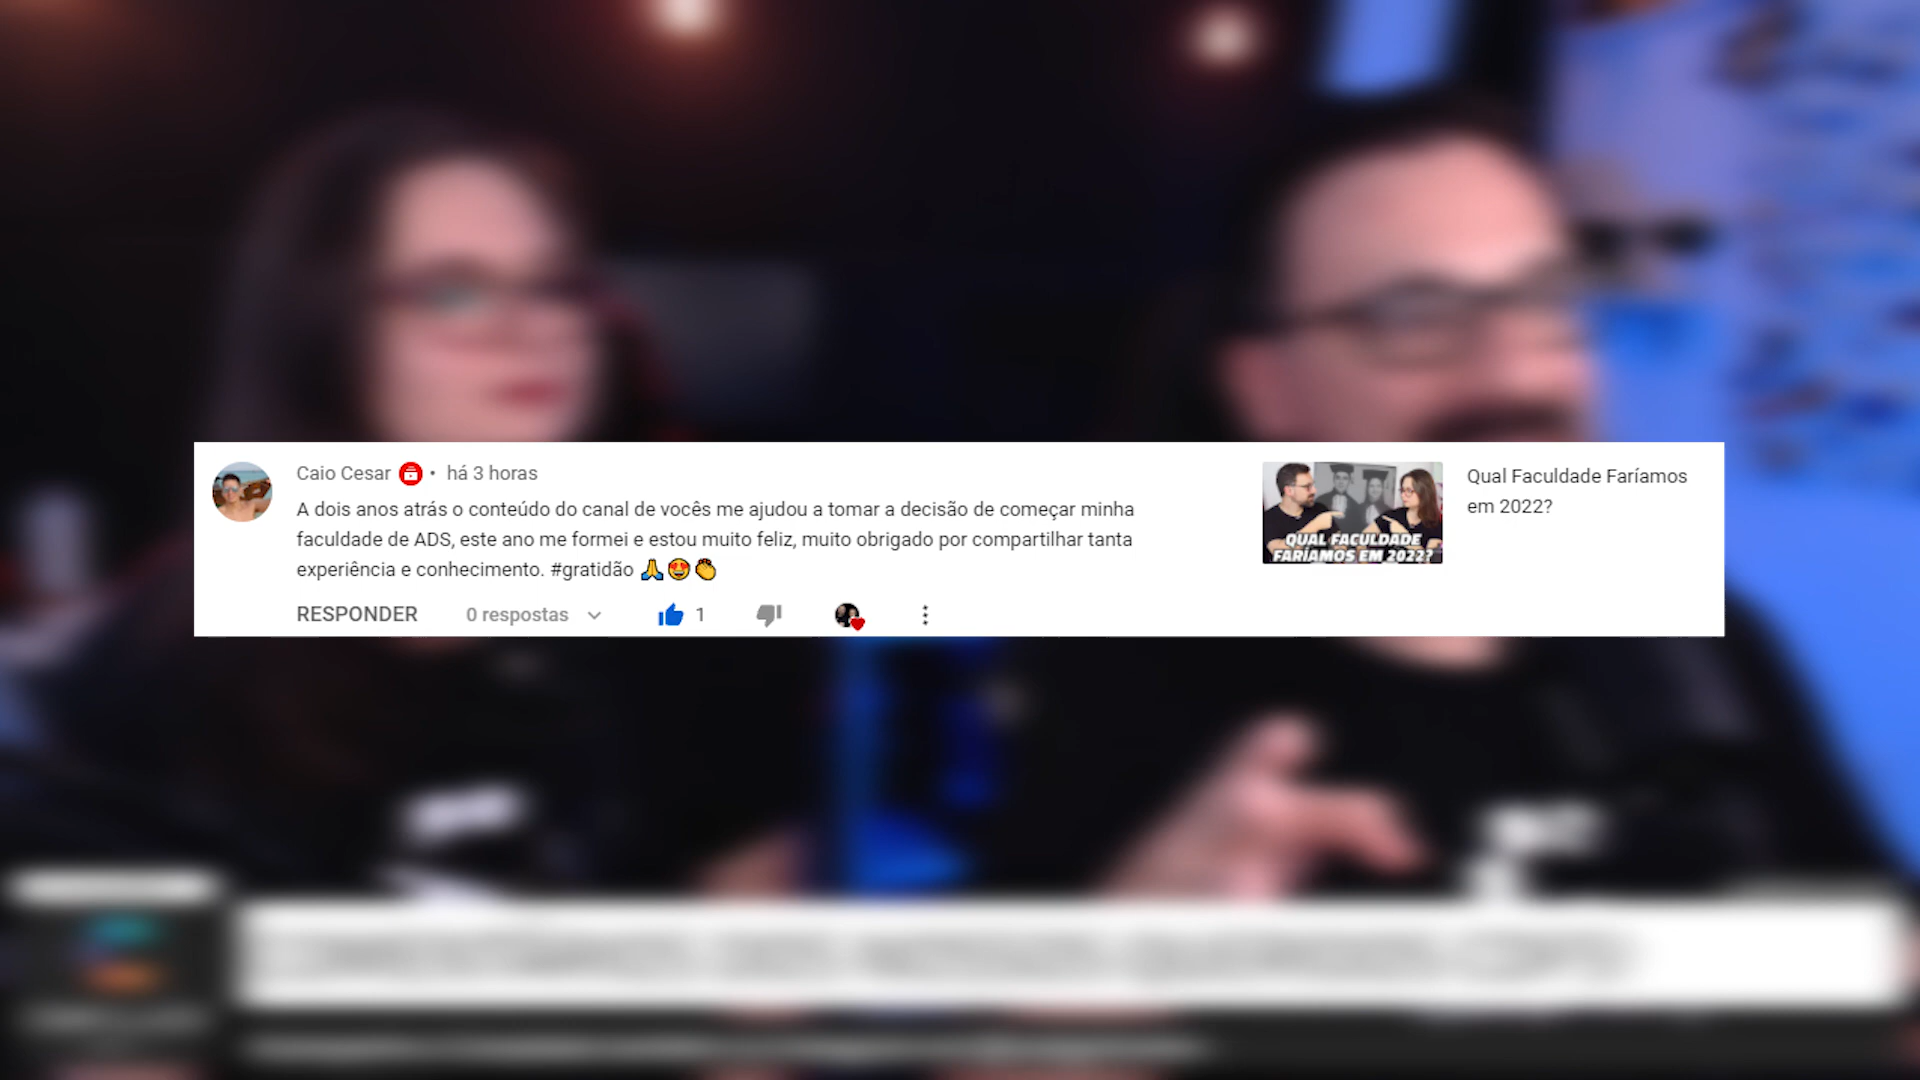 Caio Cesar • há 3 horas
A dois anos atrás o conteúdo do canal de vocês me ajudou a tomar a decisão de começar minha
faculdade de ADS, este ano me formei e estou muito feliz, muito obrigado por compartilhar tanta
experiência e conhecimento. #gratidão 🙏😍👏
RESPONDER 0 respostas 1
QUAL FACULDADE
FARÍAMOS EM 2022?
Qual Faculdade Faríamos
em 2022?